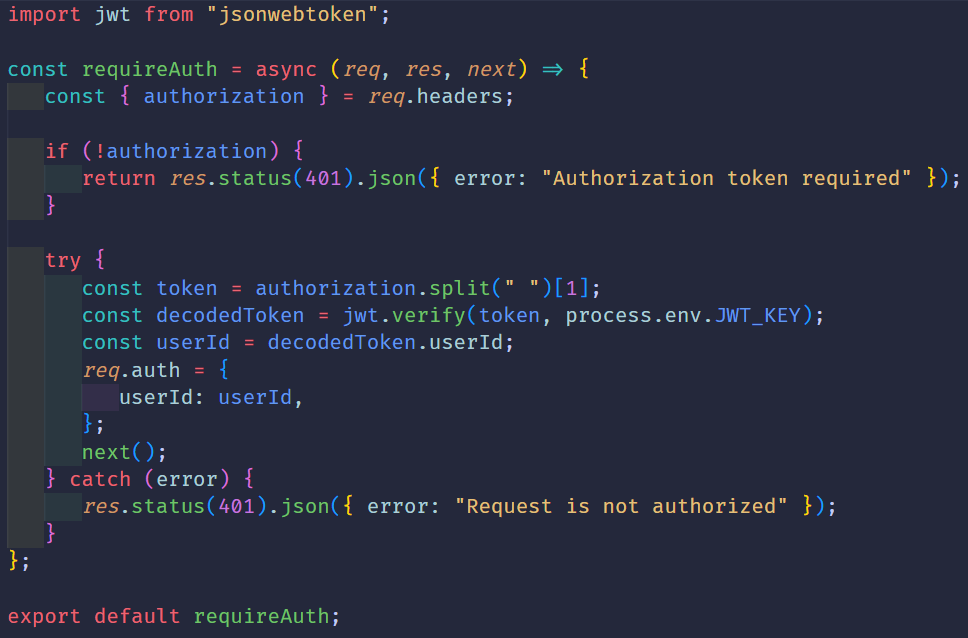 import jwt from "jsonwebtoken";
const requireAuth = async (req, res, next) => {
const { authorization } = req.headers;
if (!authorization) {
return res.status(401).json({ error: "Authorization token required" });
}
try {
const token = authorization.split(" ")[1];
const decodedToken = jwt.verify(token, process.env.JWT_KEY);
const userId = decodedToken.userId;
req.auth = {
userId: userId,
};
next();
} catch (error) {
res.status(401).json({ error: "Request is not authorized" });
}
};
export default requireAuth;